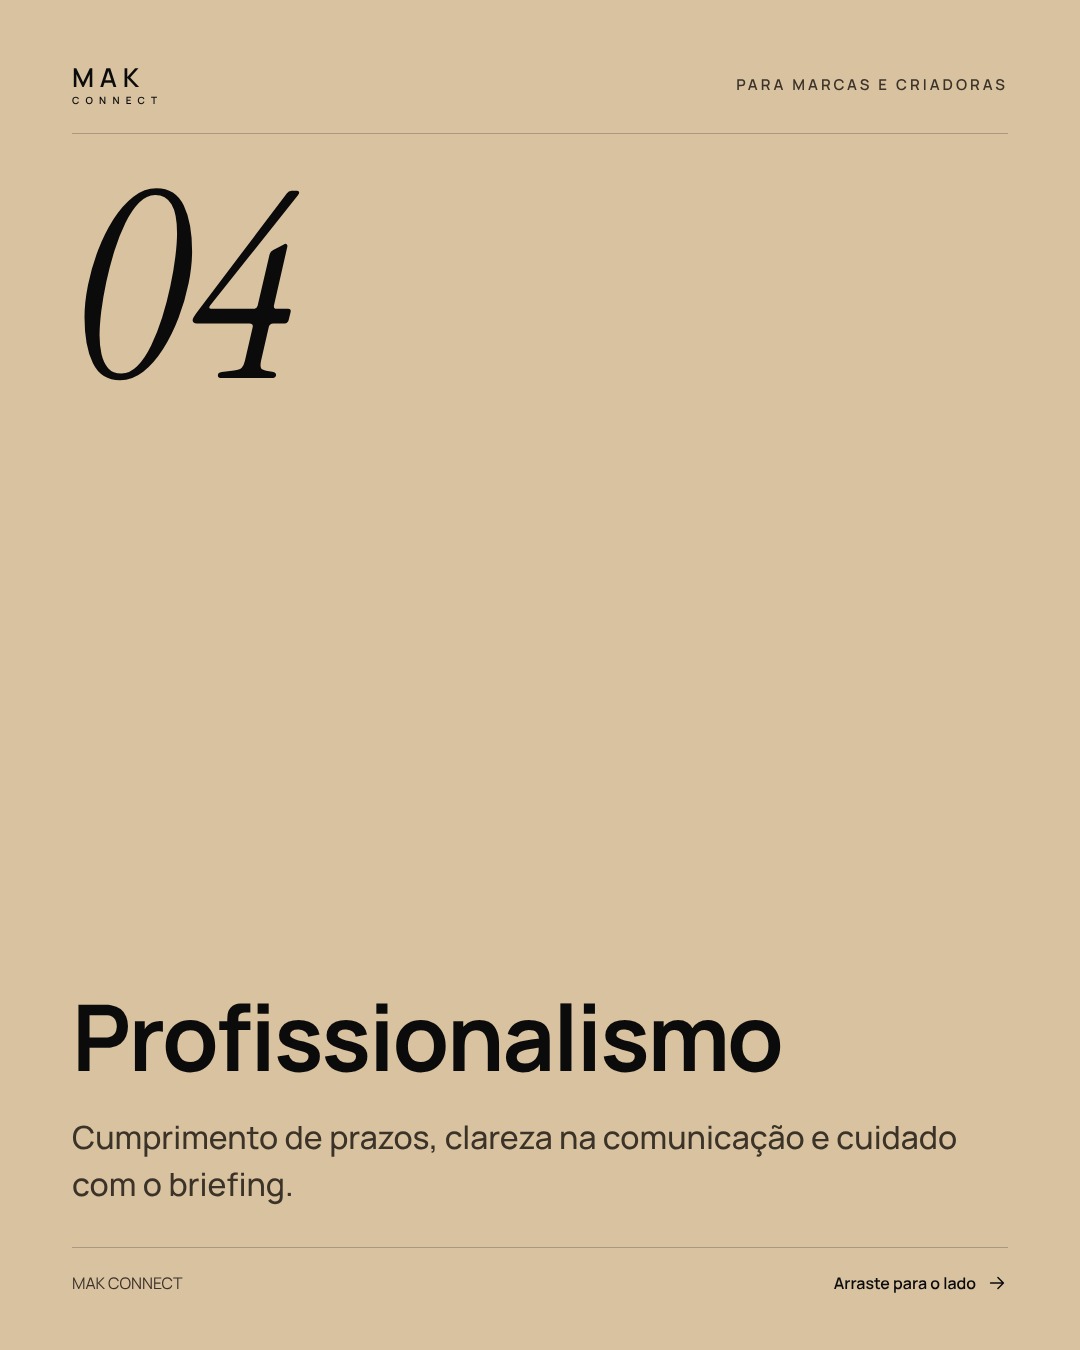 MAK
CONNECT
PARA MARCAS E CRIADORAS
04
Profissionalismo
Cumprimento de prazos, clareza na comunicação e cuidado
com o briefing.
MAK CONNECT
Arraste para o lado →